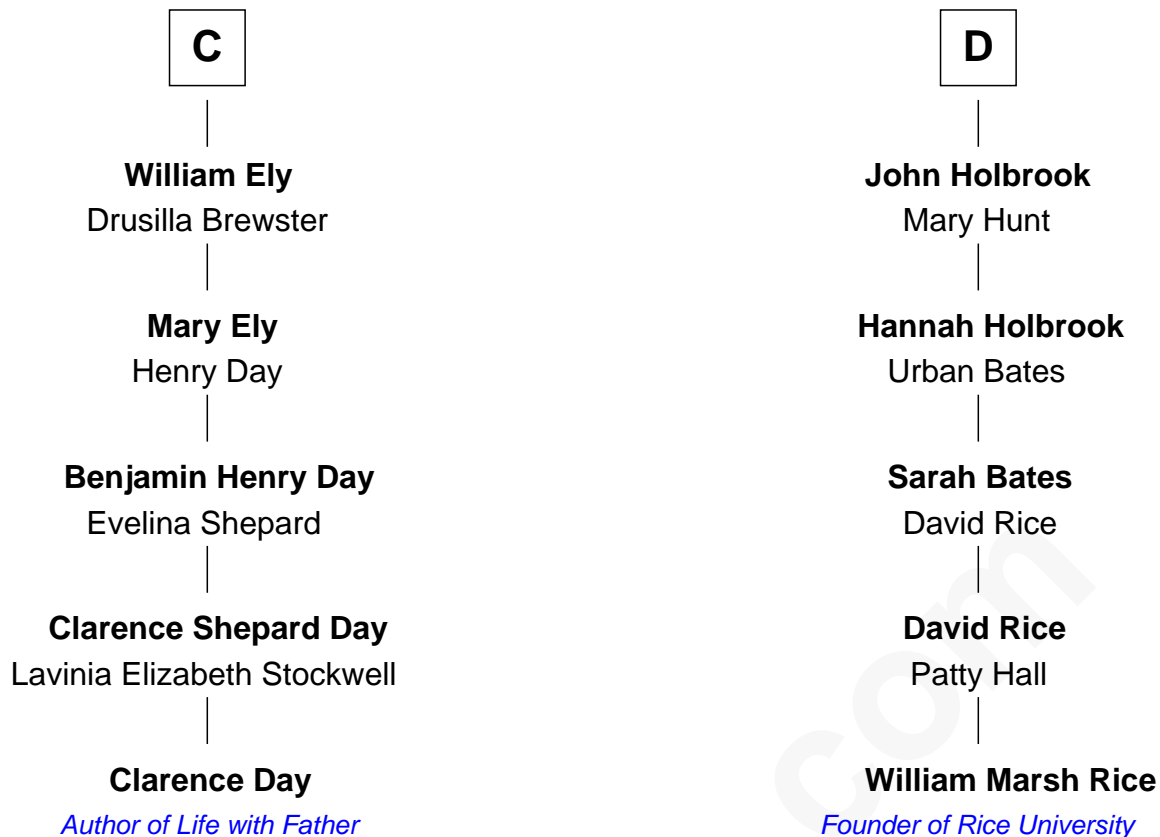 C
William Ely
Drusilla Brewster
Mary Ely
Henry Day
Benjamin Henry Day
Evelina Shepard
Clarence Shepard Day
Lavinia Elizabeth Stockwell
Clarence Day
Author of Life with Father
D
John Holbrook
Mary Hunt
Hannah Holbrook
Urban Bates
Sarah Bates
David Rice
David Rice
Patty Hall
William Marsh Rice
Founder of Rice University
com